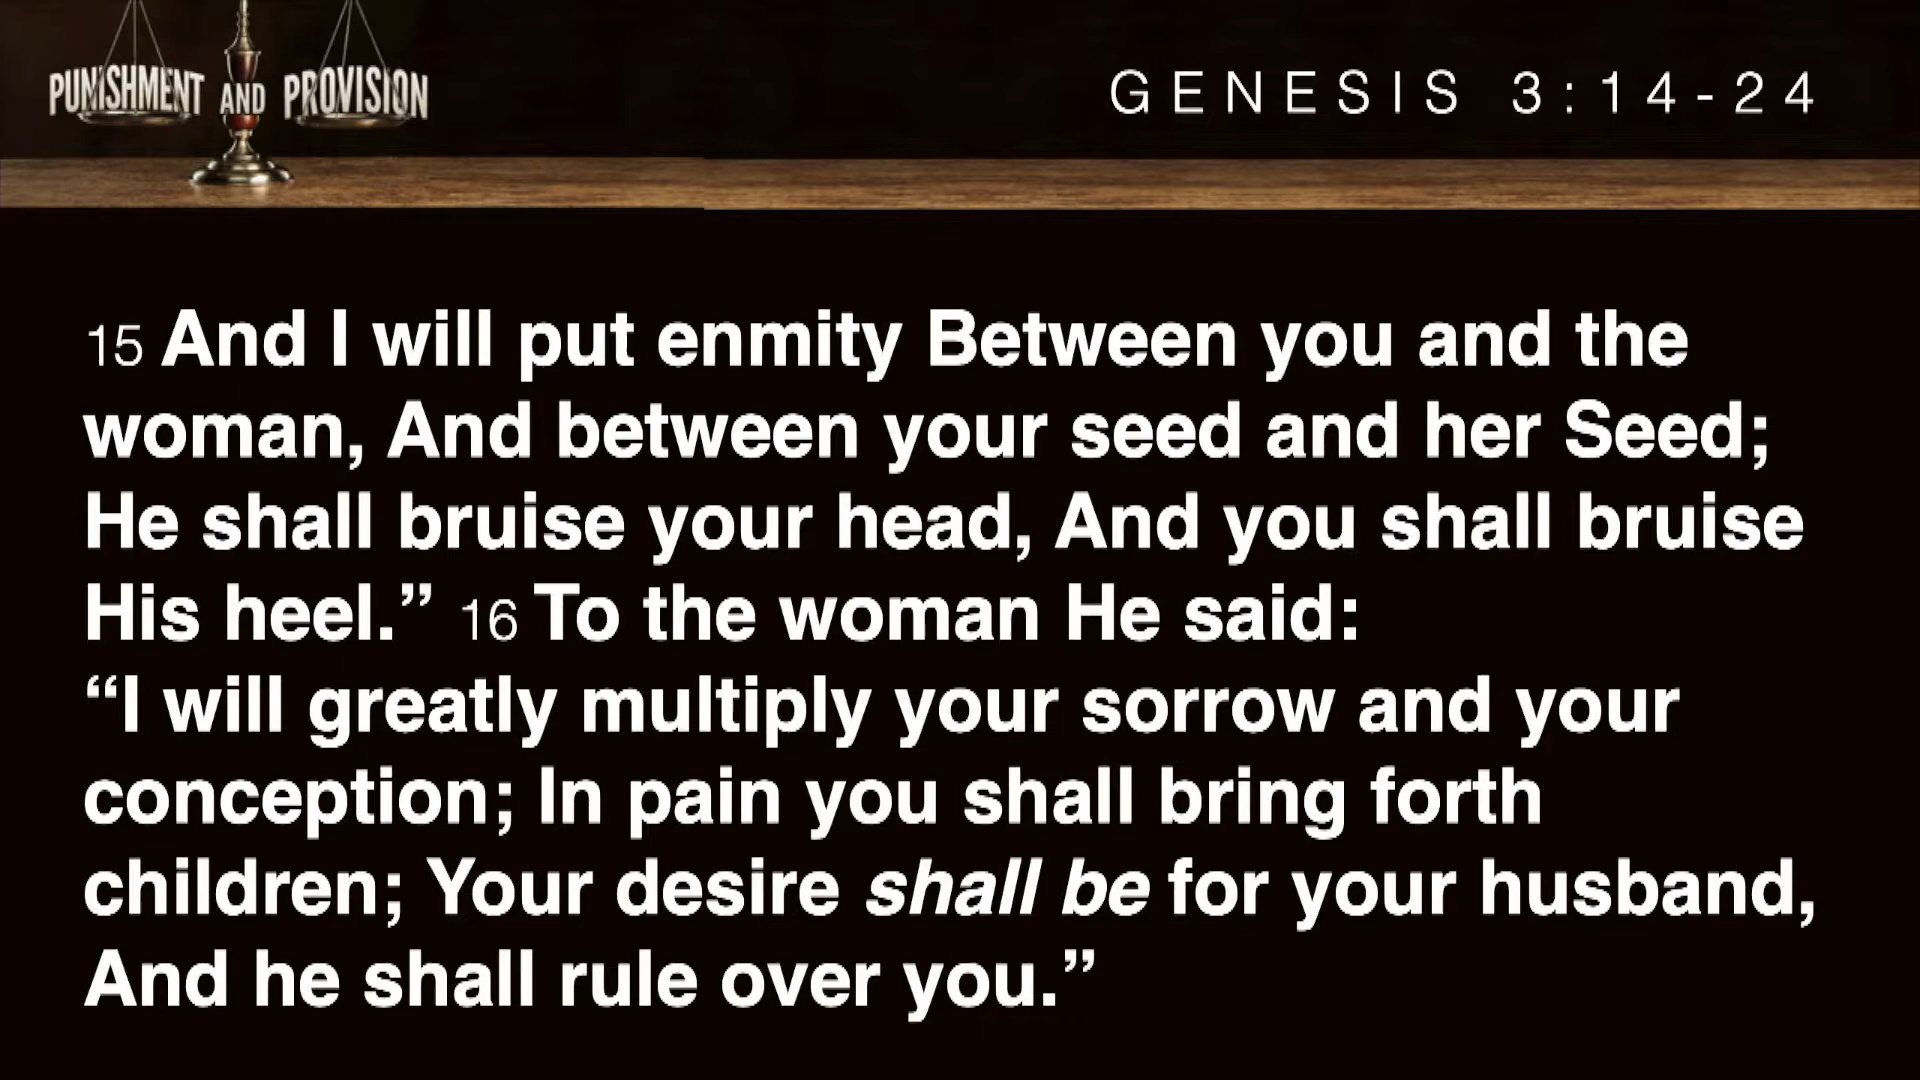 PUNISHMENT AND PROVISION
GENESIS 3:14-24
15 And I will put enmity Between you and the
woman, And between your seed and her Seed;
He shall bruise your head, And you shall bruise
His heel.” 16 To the woman He said:
“I will greatly multiply your sorrow and your
conception; In pain you shall bring forth
children; Your desire shall be for your husband,
And he shall rule over you.”